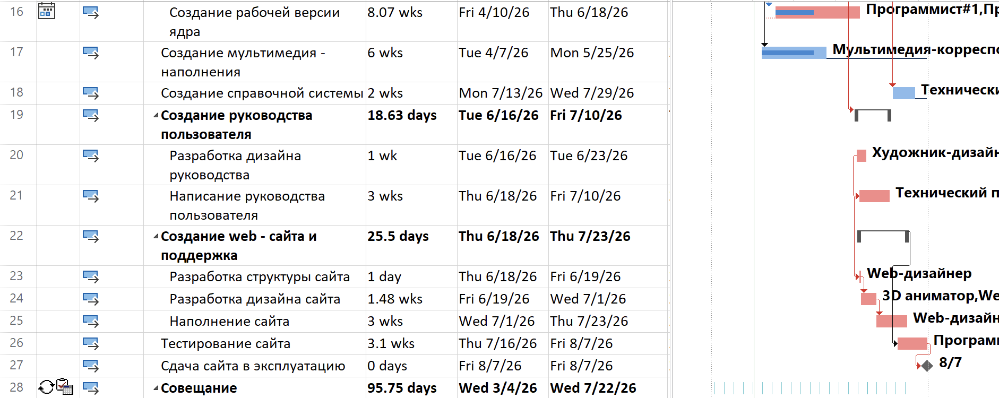 16 Создание рабочей версии 8.07 wks Fri 4/10/26 Thu 6/18/26 Программист#1,Пр
ядра
17 Создание мультимедия - 6 wks Tue 4/7/26 Mon 5/25/26 Мультимедия-корреспо
наполнения
18 Создание справочной системы 2 wks Mon 7/13/26 Wed 7/29/26 Технически
19 Создание руководства 18.63 days Tue 6/16/26 Fri 7/10/26
пользователя
20 Разработка дизайна 1 wk Tue 6/16/26 Tue 6/23/26 Художник-дизайн
руководства
21 Написание руководства 3 wks Thu 6/18/26 Fri 7/10/26 Технический п
пользователя
22 Создание web - сайта и 25.5 days Thu 6/18/26 Thu 7/23/26
поддержка
23 Разработка структуры сайта 1 day Thu 6/18/26 Fri 6/19/26 Web-дизайнер
24 Разработка дизайна сайта 1.48 wks Fri 6/19/26 Wed 7/1/26 3D аниматор,We
25 Наполнение сайта 3 wks Wed 7/1/26 Thu 7/23/26 Web-дизайн
26 Тестирование сайта 3.1 wks Thu 7/16/26 Fri 8/7/26 Програм
27 Сдача сайта в эксплуатацию 0 days Fri 8/7/26 Fri 8/7/26 8/7
28 Совещание 95.75 days Wed 3/4/26 Wed 7/22/26